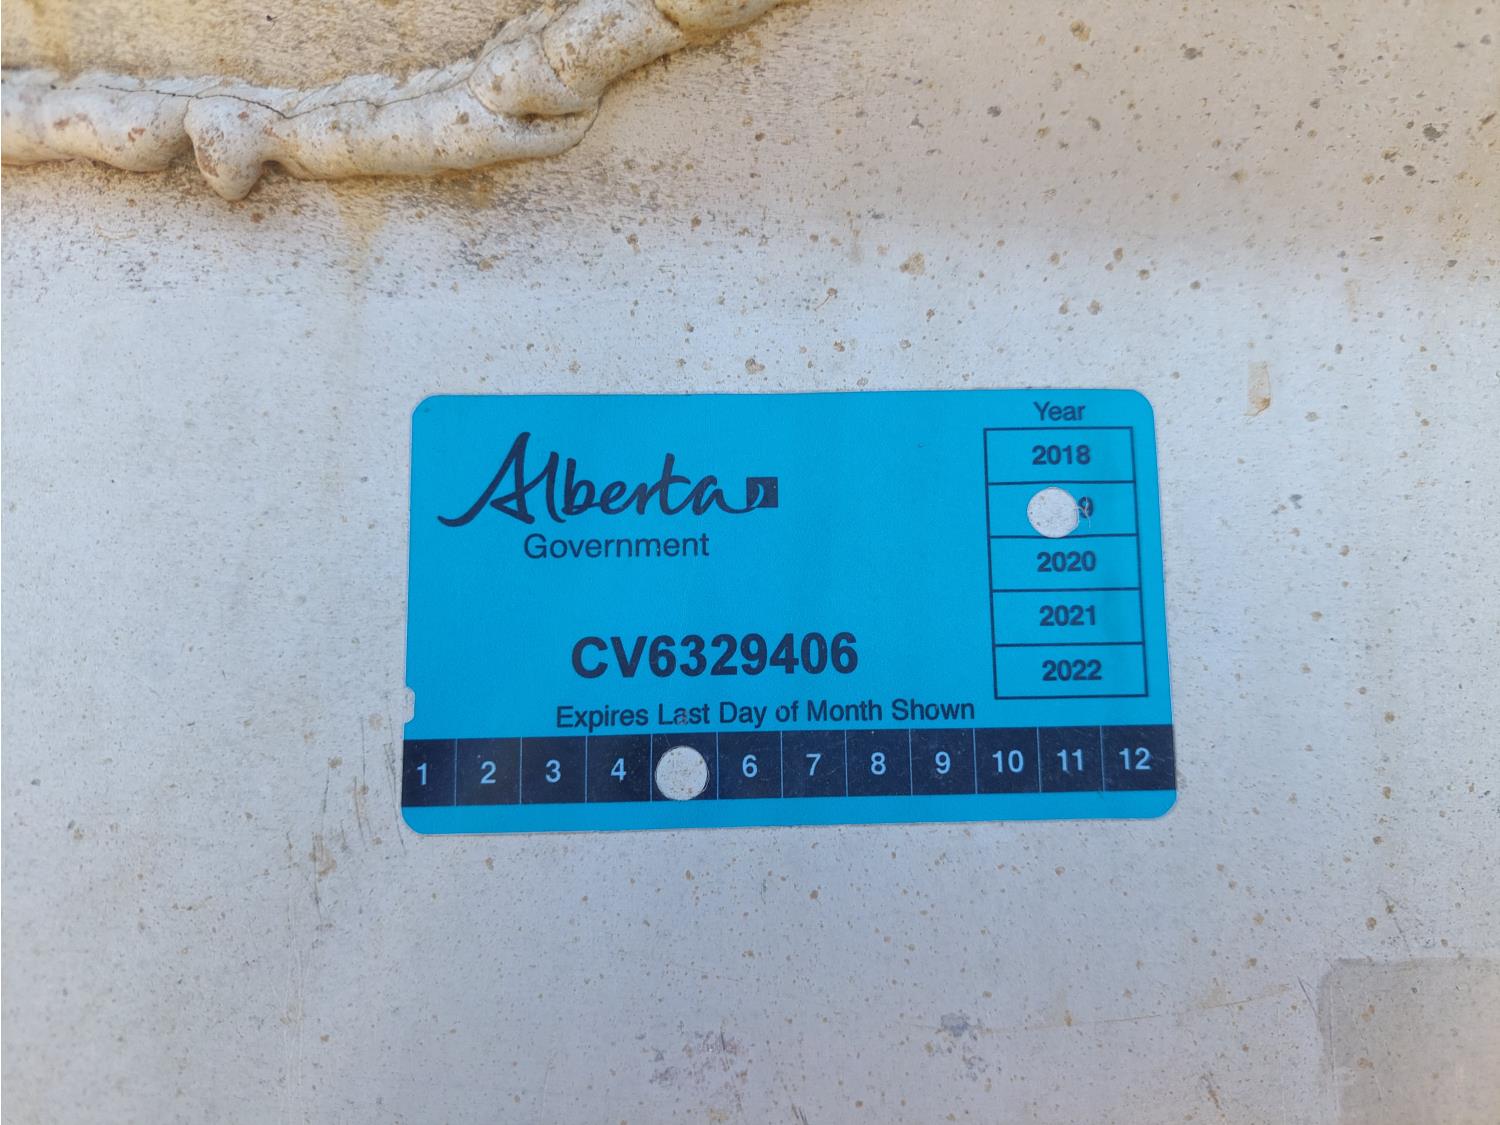 Alberta
Government
Year
2018
9
2020
2021
2022
CV6329406
Expires Last Day of Month Shown
1 2 3 4 6 7 8 9 10 11 12